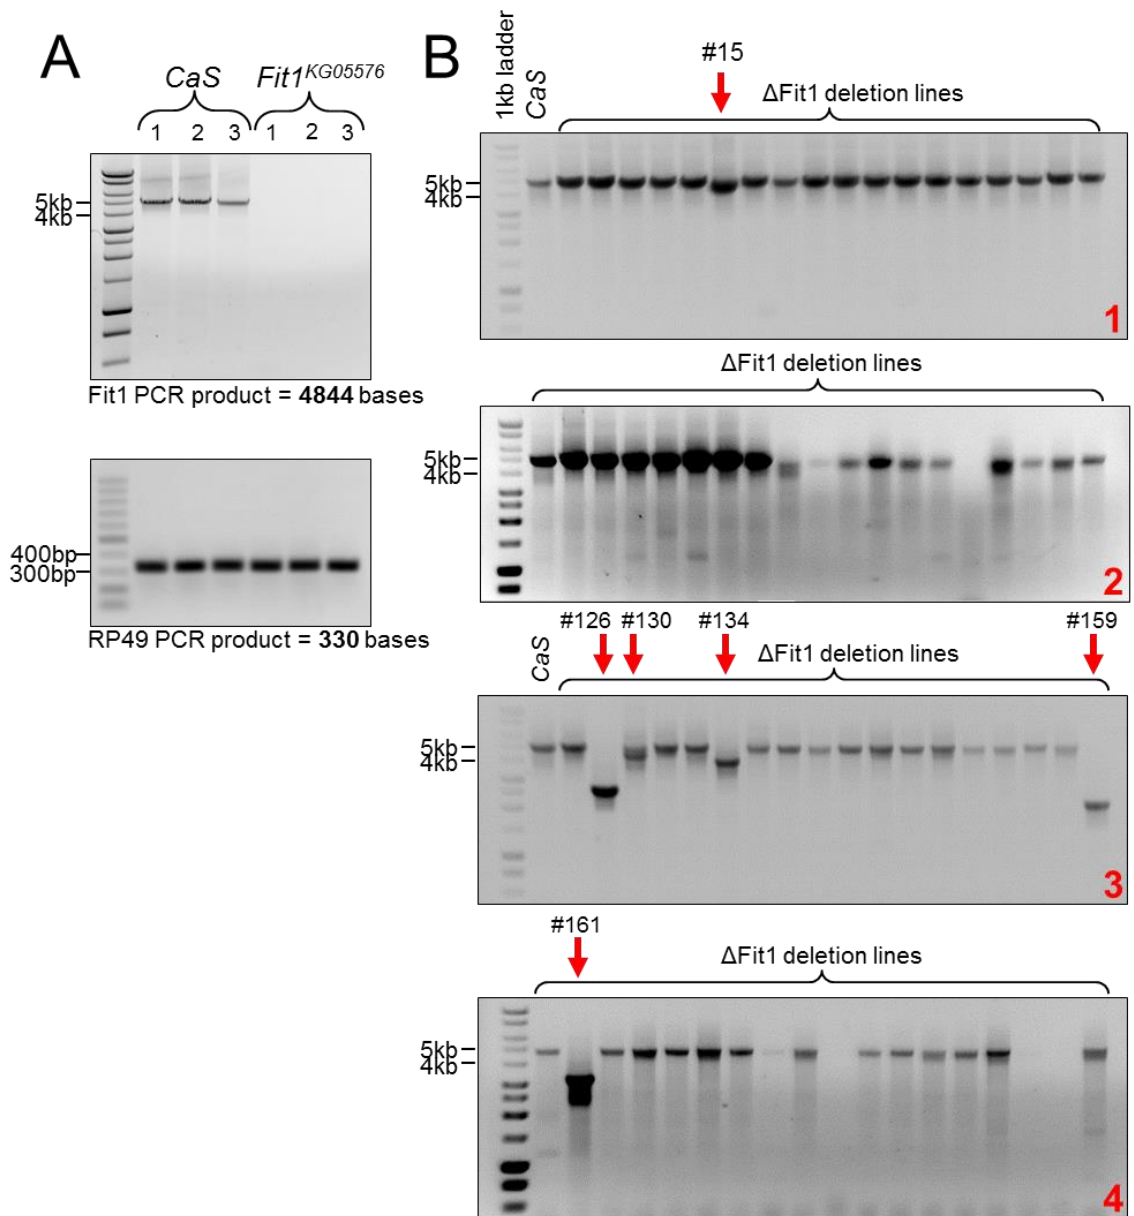 A
CaS Fit1KG05576
1 2 3 1 2 3
5kb
4kb
Fit1 PCR product = 4844 bases
400bp
300bp
RP49 PCR product = 330 bases
B
1kb ladder
CaS
#15
ΔFit1 deletion lines
5kb
4kb
1
ΔFit1 deletion lines
5kb
4kb
2
#126 #130 #134 #159
CaS
ΔFit1 deletion lines
5kb
4kb
3
#161
ΔFit1 deletion lines
5kb
4kb
4